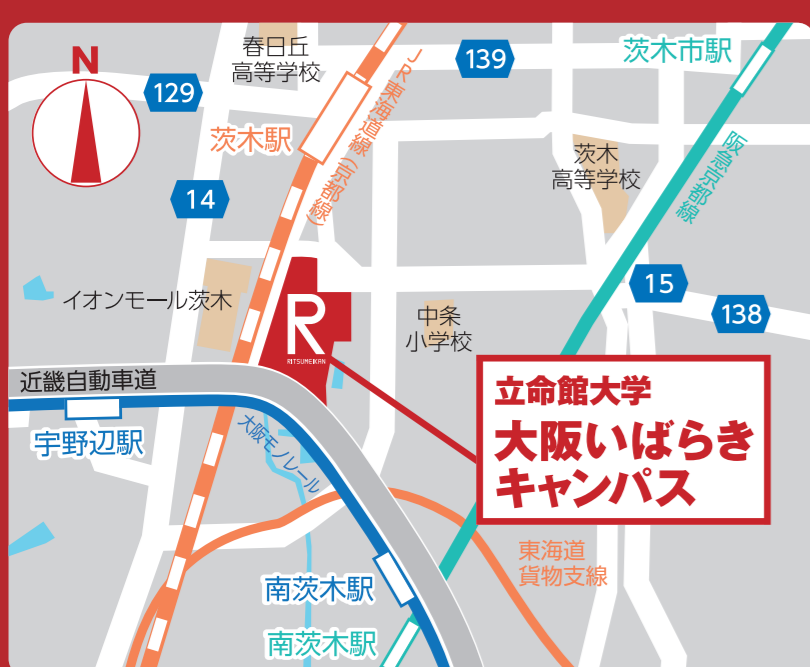 N
春日丘
高等学校
139
茨木市駅
129
JR東海道線（京都線）
茨木駅
阪急京都線
茨木
高等学校
14
15
138
イオンモール茨木
R
RITSUMEIKAN
中条
小学校
近畿自動車道
立命館大学
大阪いばらき
キャンパス
宇野辺駅
大阪モノレール
東海道
貨物支線
南茨木駅
南茨木駅